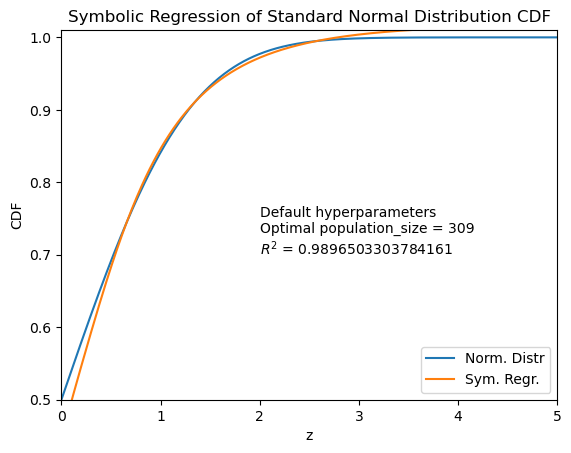 Symbolic Regression of Standard Normal Distribution CDF
1.0
0.9
0.8
0.7
0.6
0.5
CDF
Default hyperparameters
Optimal population_size = 309
R² = 0.9896503303784161
Norm. Distr
Sym. Regr.
0 1 2 3 4 5
z